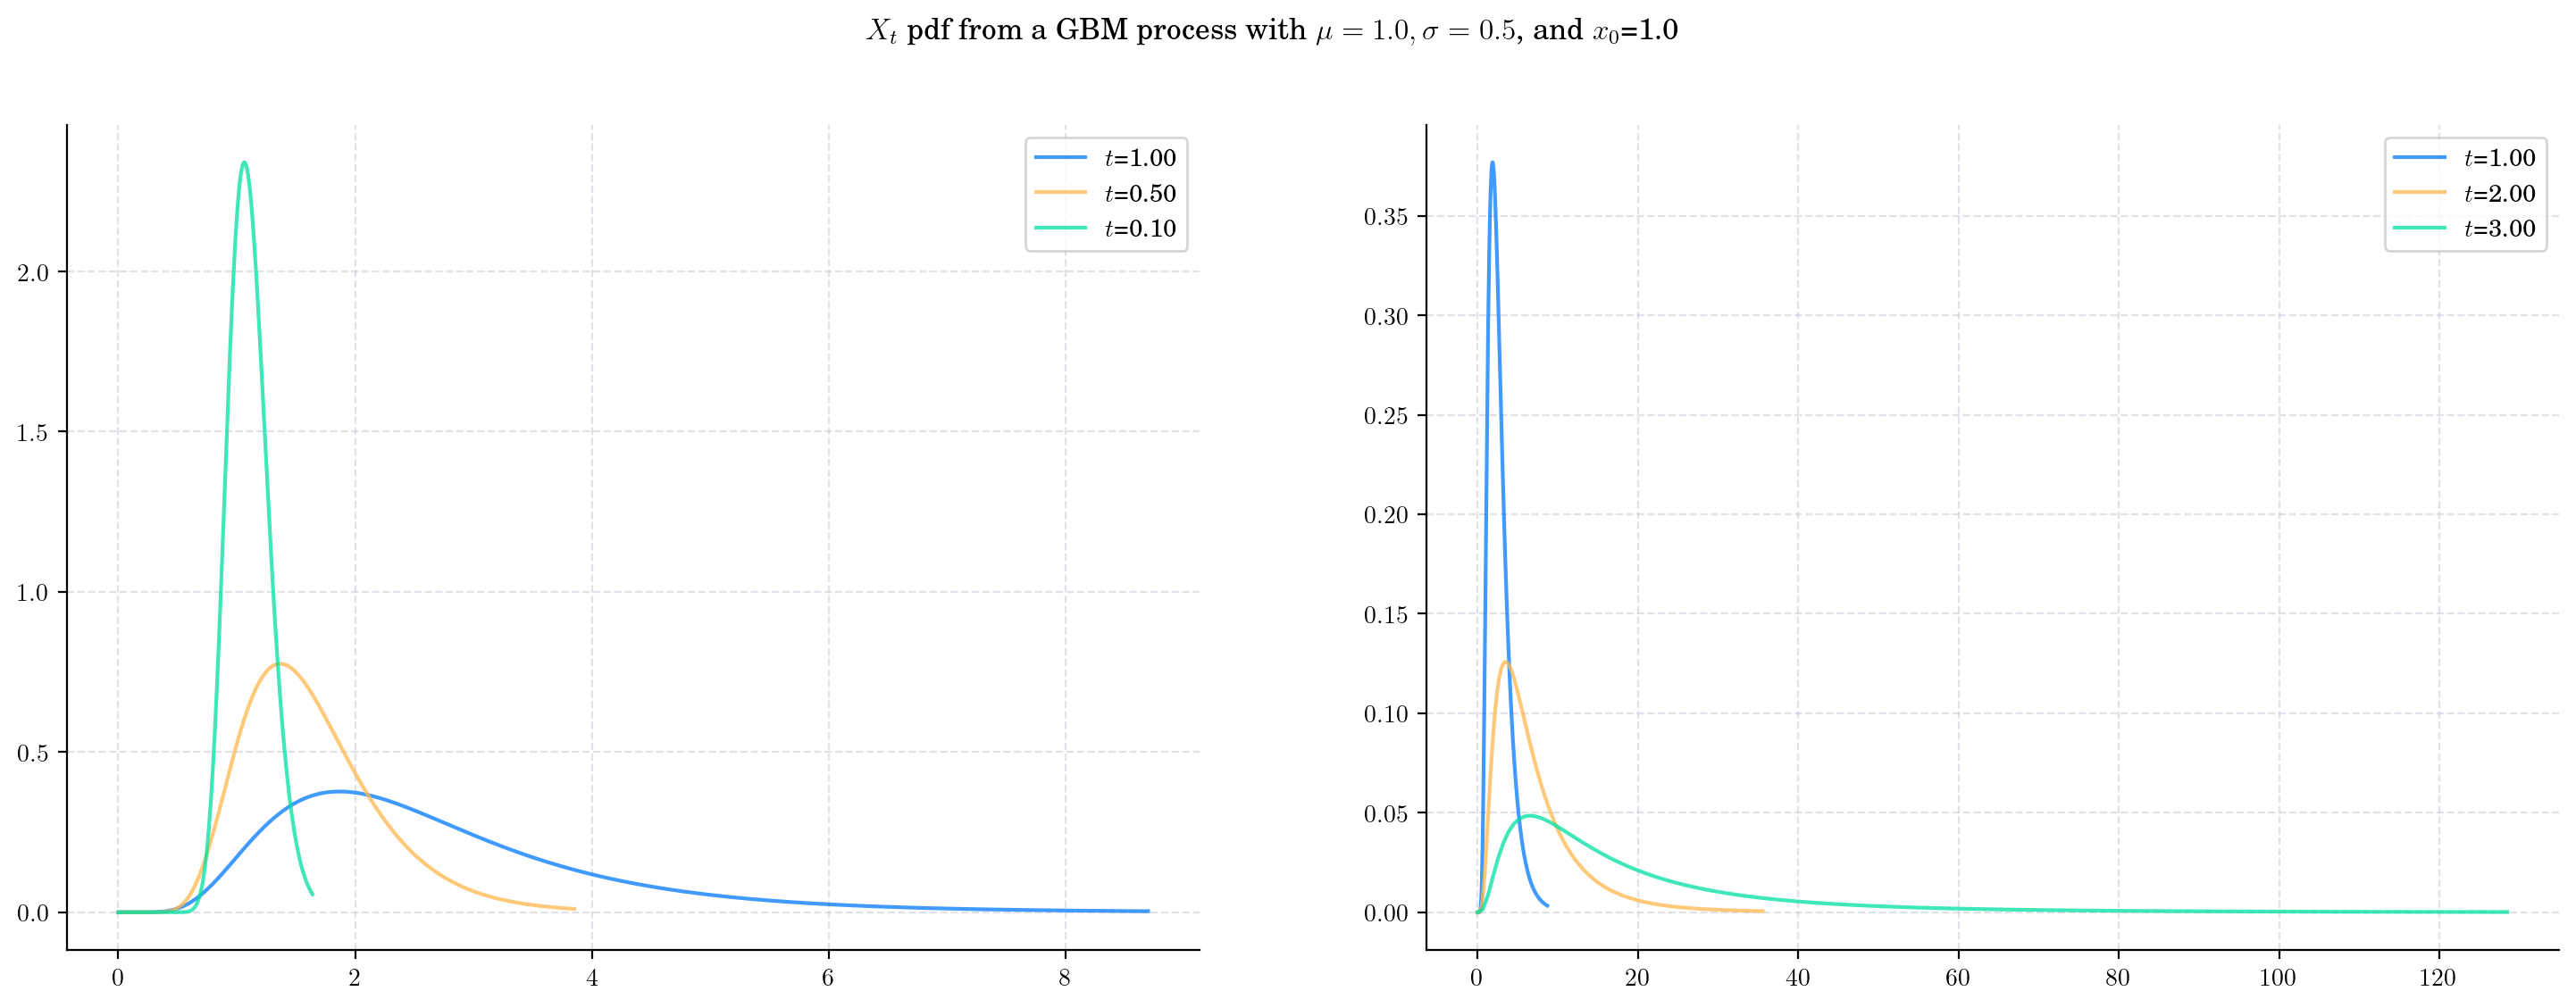 X_t pdf from a GBM process with μ = 1.0, σ = 0.5, and x_0=1.0
t=1.00
t=0.50
t=0.10
2.0
1.5
1.0
0.5
0.0
0 2 4 6 8
t=1.00
t=2.00
t=3.00
0.35
0.30
0.25
0.20
0.15
0.10
0.05
0.00
0 20 40 60 80 100 120